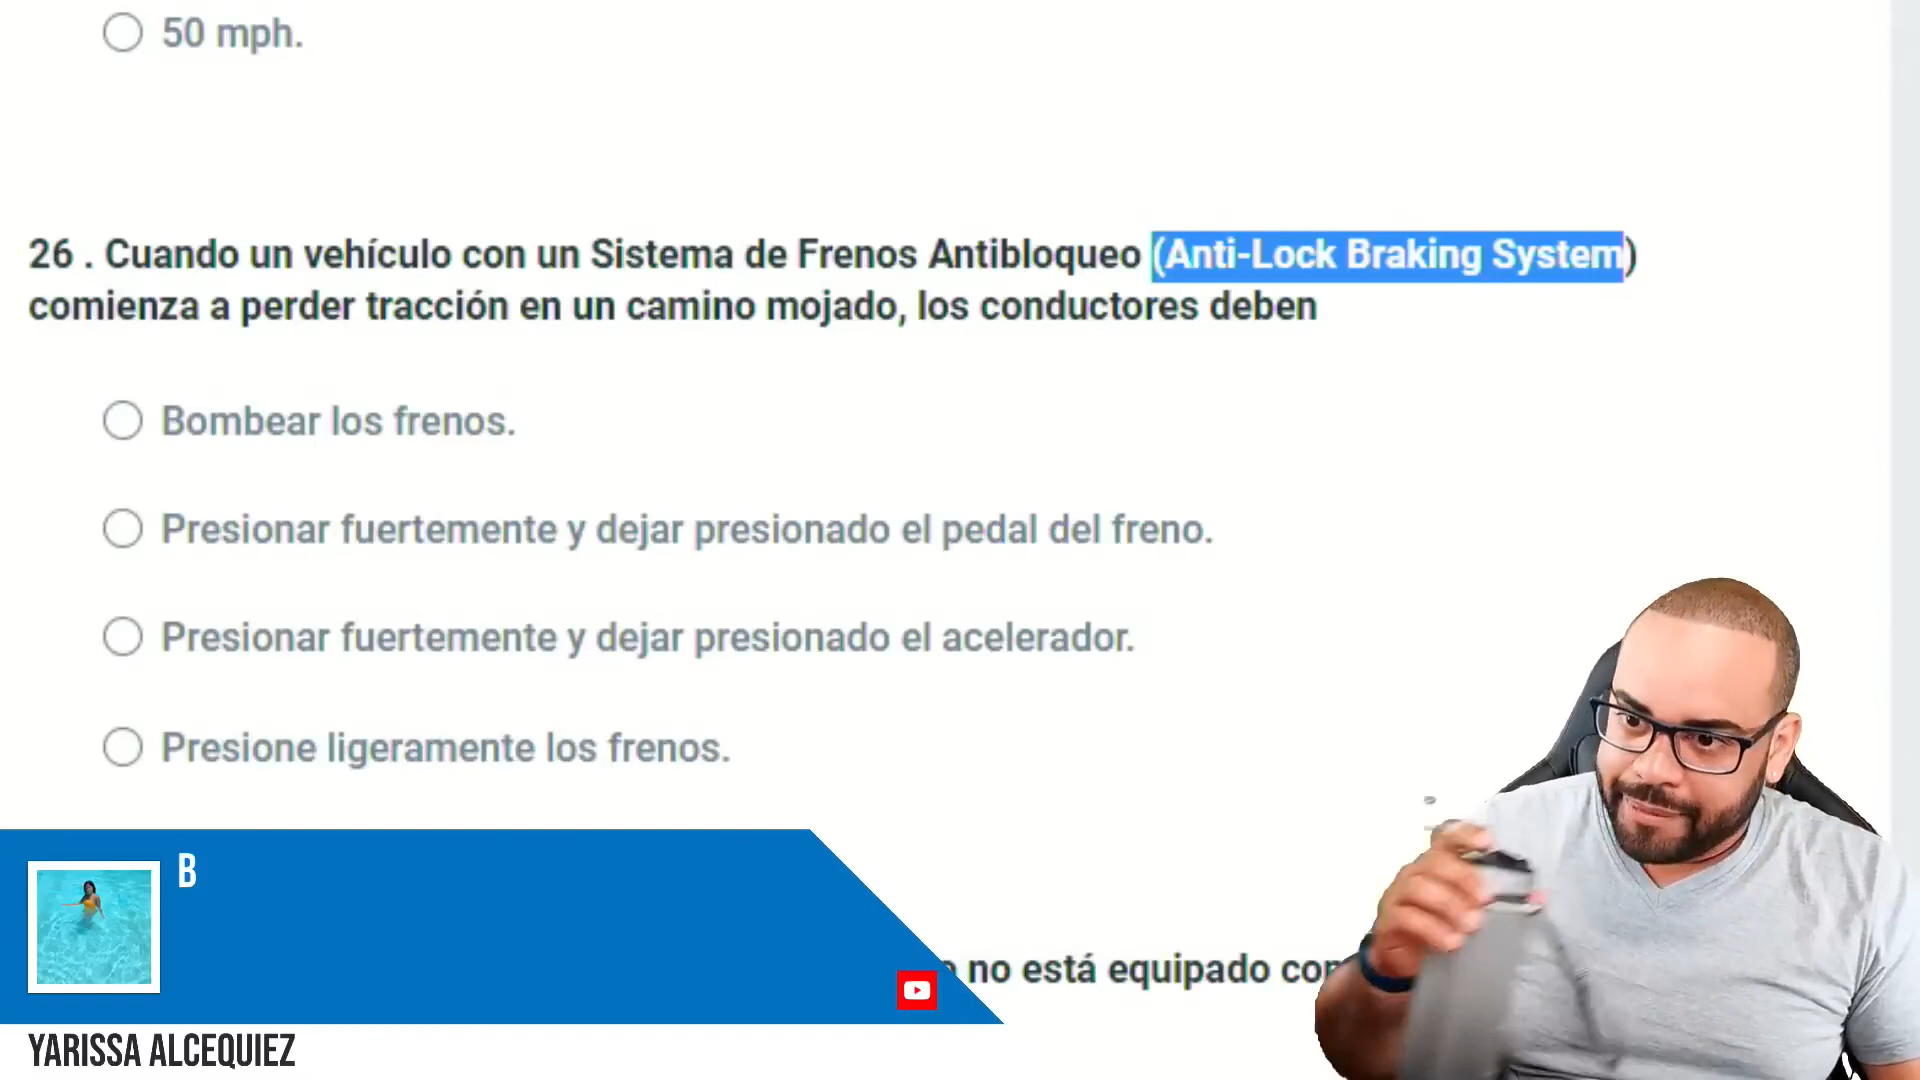 50 mph.
26 . Cuando un vehículo con un Sistema de Frenos Antibloqueo (Anti-Lock Braking System)
comienza a perder tracción en un camino mojado, los conductores deben
Bombear los frenos.
Presionar fuertemente y dejar presionado el pedal del freno.
Presionar fuertemente y dejar presionado el acelerador.
Presione ligeramente los frenos.
B
no está equipado con
YARISSA ALCEQUIEZ